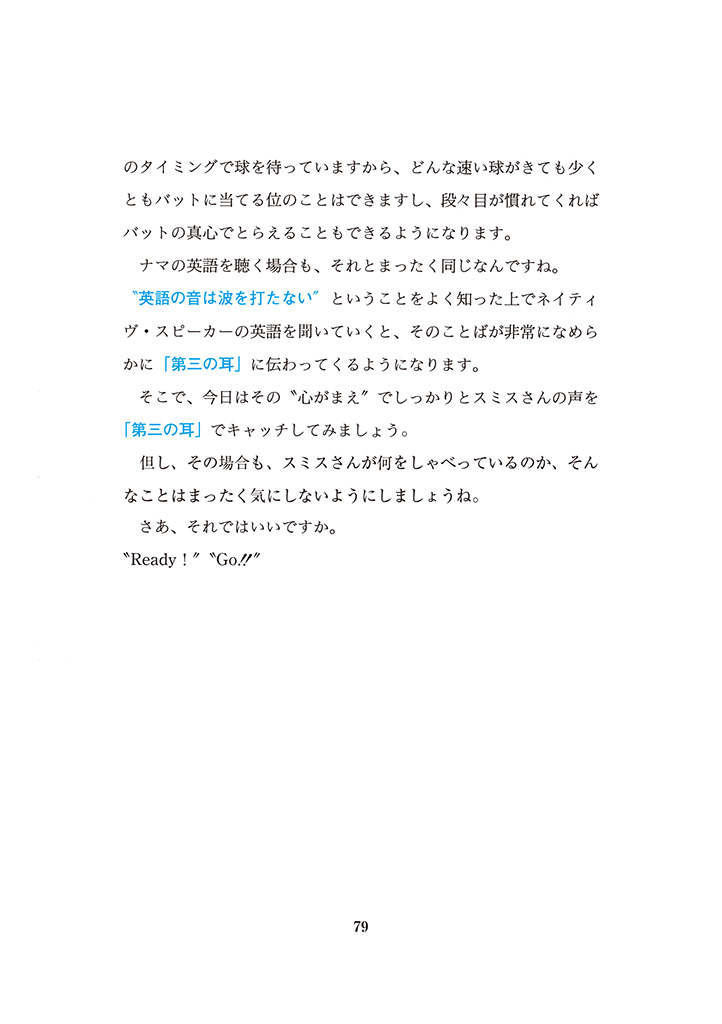 のタイミングで球を待っていますから、どんな速い球がきても少く
ともバットに当てる位のことはできますし、段々目が慣れてくれば
バットの真心でとらえることもできるようになります。
　ナマの英語を聴く場合も、それとまったく同じなんですね。
〝英語の音は波を打たない〞ということをよく知った上でネイティ
ヴ・スピーカーの英語を聞いていくと、そのことばが非常になめら
かに「第三の耳」に伝わってくるようになります。
　そこで、今日はその〝心がまえ〞でしっかりとスミスさんの声を
「第三の耳」でキャッチしてみましょう。
　但し、その場合も、スミスさんが何をしゃべっているのか、そん
なことはまったく気にしないようにしましょうね。
　さあ、それではいいですか。
〝Ready！〞〝Go!!〞
79